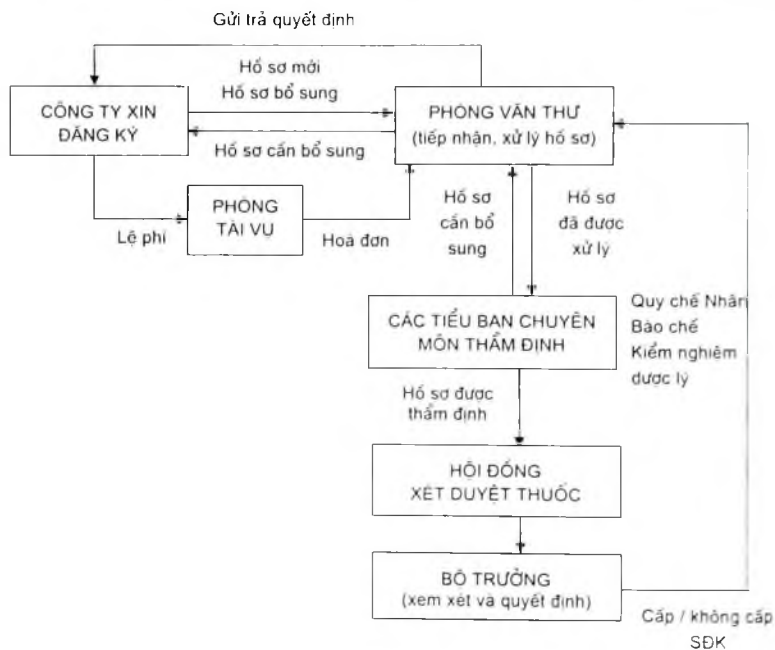 Gửi trả quyết định
Hồ sơ mới
Hồ sơ bổ sung
CÔNG TY XIN
ĐĂNG KÝ
PHÒNG VĂN THƯ
(tiếp nhận, xử lý hồ sơ)
Hồ sơ cần bổ sung
PHÒNG
TÀI VỤ
Lệ phí
Hoá đơn
Hồ sơ
cần bổ
sung
Hồ sơ
đã được
xử lý
CÁC TIỂU BAN CHUYÊN
MÔN THẨM ĐỊNH
Quy chế Nhãn
Bào chế
Kiểm nghiệm
dược lý
Hồ sơ được
thẩm định
HỘI ĐỒNG
XÉT DUYỆT THUỐC
BỘ TRƯỞNG
(xem xét và quyết định)
Cấp / không cấp
SĐK